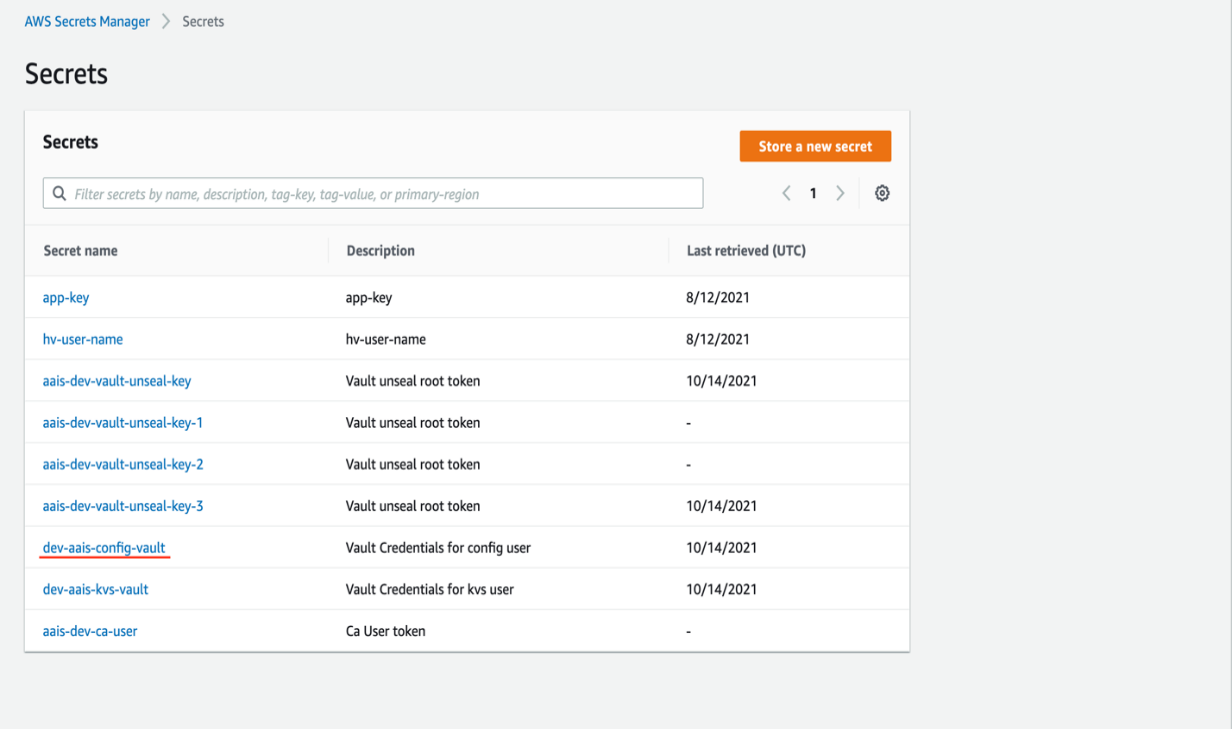 AWS Secrets Manager > Secrets
Secrets
Secrets
Store a new secret
Filter secrets by name, description, tag-key, tag-value, or primary-region
1
Secret name Description Last retrieved (UTC)
app-key app-key 8/12/2021
hv-user-name hv-user-name 8/12/2021
aais-dev-vault-unseal-key Vault unseal root token 10/14/2021
aais-dev-vault-unseal-key-1 Vault unseal root token -
aais-dev-vault-unseal-key-2 Vault unseal root token -
aais-dev-vault-unseal-key-3 Vault unseal root token 10/14/2021
dev-aais-config-vault Vault Credentials for config user 10/14/2021
dev-aais-kvs-vault Vault Credentials for kvs user 10/14/2021
aais-dev-ca-user Ca User token -